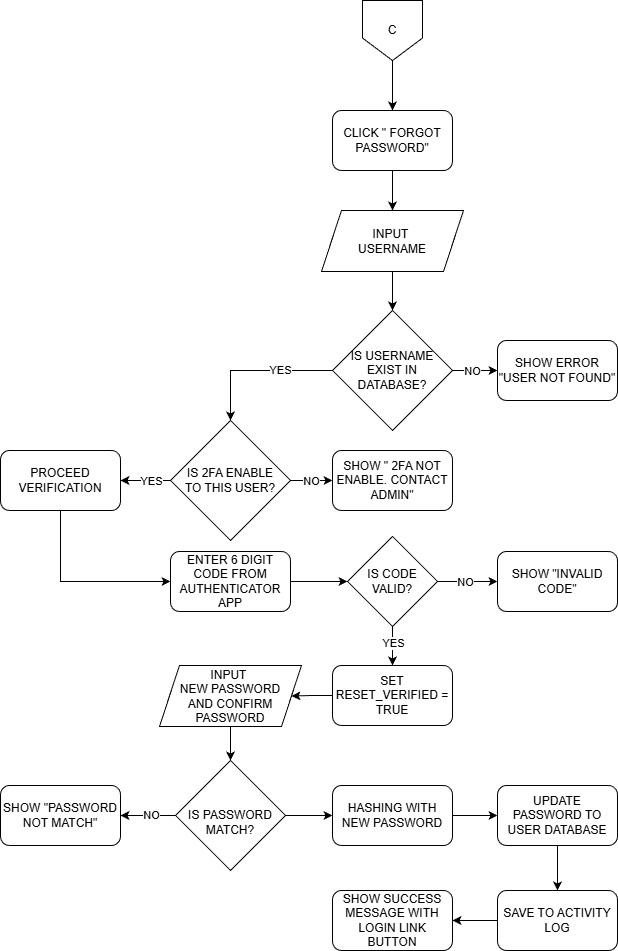 C
CLICK " FORGOT
PASSWORD"
INPUT
USERNAME
IS USERNAME
EXIST IN
DATABASE?
YES
NO
SHOW ERROR
"USER NOT FOUND"
PROCEED
VERIFICATION
YES
IS 2FA ENABLE
TO THIS USER?
NO
SHOW " 2FA NOT
ENABLE. CONTACT
ADMIN"
ENTER 6 DIGIT
CODE FROM
AUTHENTICATOR
APP
IS CODE
VALID?
NO
SHOW "INVALID
CODE"
YES
INPUT
NEW PASSWORD
AND CONFIRM
PASSWORD
SET
RESET_VERIFIED =
TRUE
SHOW "PASSWORD
NOT MATCH"
NO
IS PASSWORD
MATCH?
HASHING WITH
NEW PASSWORD
UPDATE
PASSWORD TO
USER DATABASE
SHOW SUCCESS
MESSAGE WITH
LOGIN LINK
BUTTON
SAVE TO ACTIVITY
LOG